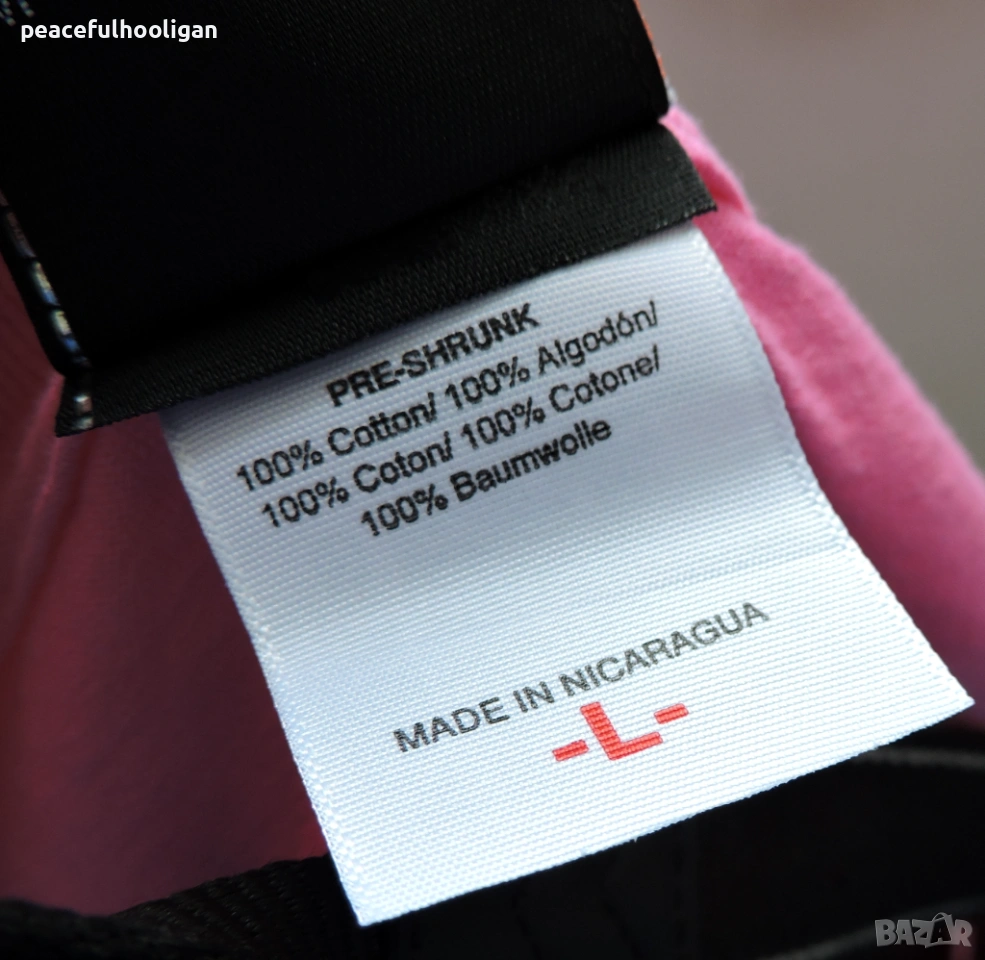 peacefulhooligan
PRE-SHRUNK
100% Cotton/ 100% Algodón/
100% Coton/ 100% Cotone/
100% Baumwolle
MADE IN NICARAGUA
-L-
BAZAR